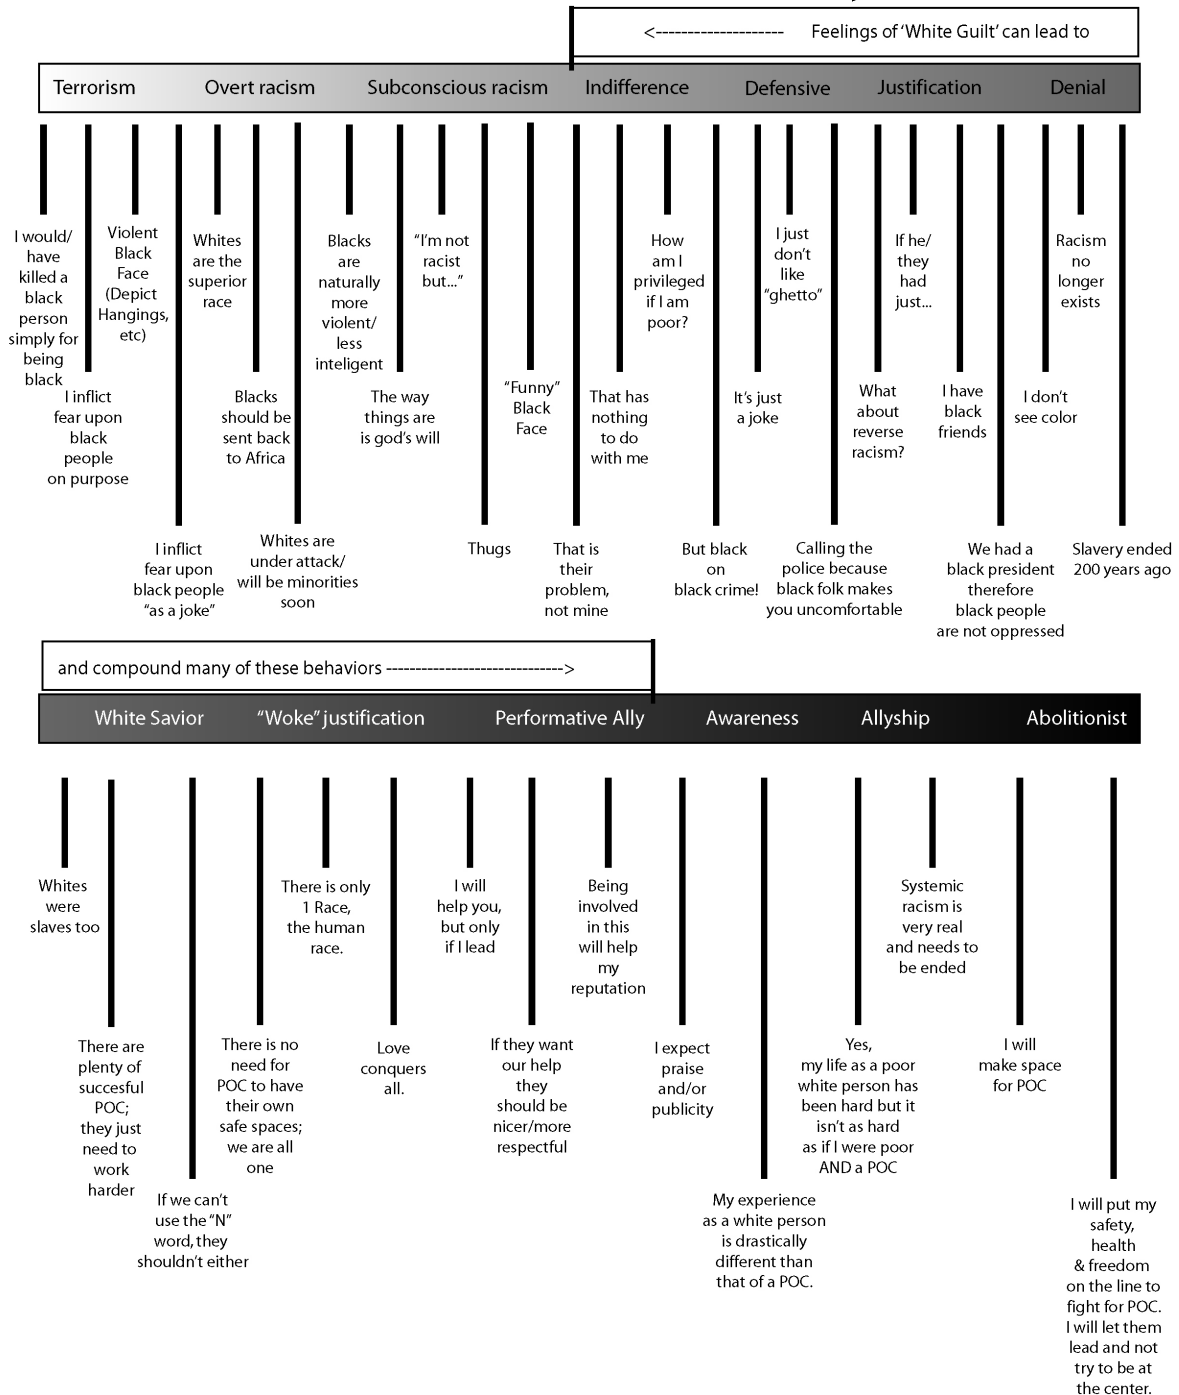 <-------------------- Feelings of ‘White Guilt’ can lead to
Terrorism Overt racism Subconscious racism Indifference Defensive Justification Denial
I would/
have
killed a
black
person
simply for
being
black
I inflict
fear upon
black
people
on purpose
Violent
Black
Face
(Depict
Hangings,
etc)
I inflict
fear upon
black people
“as a joke”
Whites
are the
superior
race
Blacks
should be
sent back
to Africa
Whites are
under attack/
will be minorities
soon
Blacks
are
naturally
more
violent/
less
inteligent
The way
things are
is god’s will
“I’m not
racist
but...”
Thugs
“Funny”
Black
Face
That is
their
problem,
not mine
That has
nothing
to do
with me
How
am I
privileged
if I am
poor?
But black
on
black crime!
It’s just
a joke
I just
don’t
like
“ghetto”
Calling the
police because
black folk makes
you uncomfortable
What
about
reverse
racism?
If he/
they
had
just...
I have
black
friends
We had a
black president
therefore
black people
are not oppressed
I don’t
see color
Racism
no
longer
exists
Slavery ended
200 years ago
and compound many of these behaviors ------------------------------>
White Savior “Woke” justification Performative Ally Awareness Allyship Abolitionist
Whites
were
slaves too
There are
plenty of
succesful
POC;
they just
need to
work
harder
If we can’t
use the “N”
word, they
shouldn’t either
There is no
need for
POC to have
their own
safe spaces;
we are all
one
There is only
1 Race,
the human
race.
Love
conquers
all.
I will
help you,
but only
if I lead
If they want
our help
they
should be
nicer/more
respectful
Being
involved
in this
will help
my
reputation
I expect
praise
and/or
publicity
My experience
as a white person
is drastically
different than
that of a POC.
Yes,
my life as a poor
white person has
been hard but it
isn’t as hard
as if I were poor
AND a POC
Systemic
racism is
very real
and needs to
be ended
I will
make space
for POC
I will put my
safety,
health
& freedom
on the line to
fight for POC.
I will let them
lead and not
try to be at
the center.